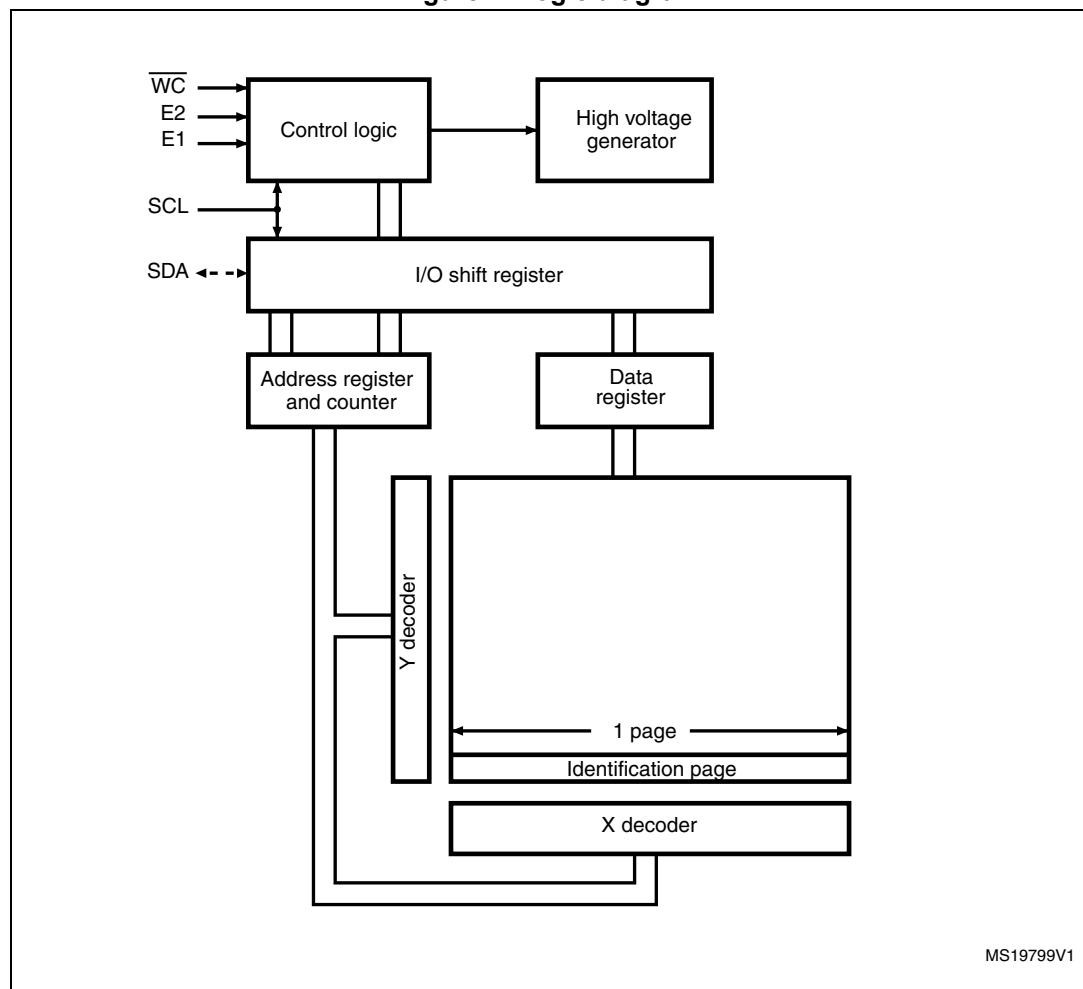 W̅C̅
E2
E1
Control logic
High voltage
generator
SCL
SDA
I/O shift register
Address register
and counter
Data
register
Y decoder
1 page
Identification page
X decoder
MS19799V1